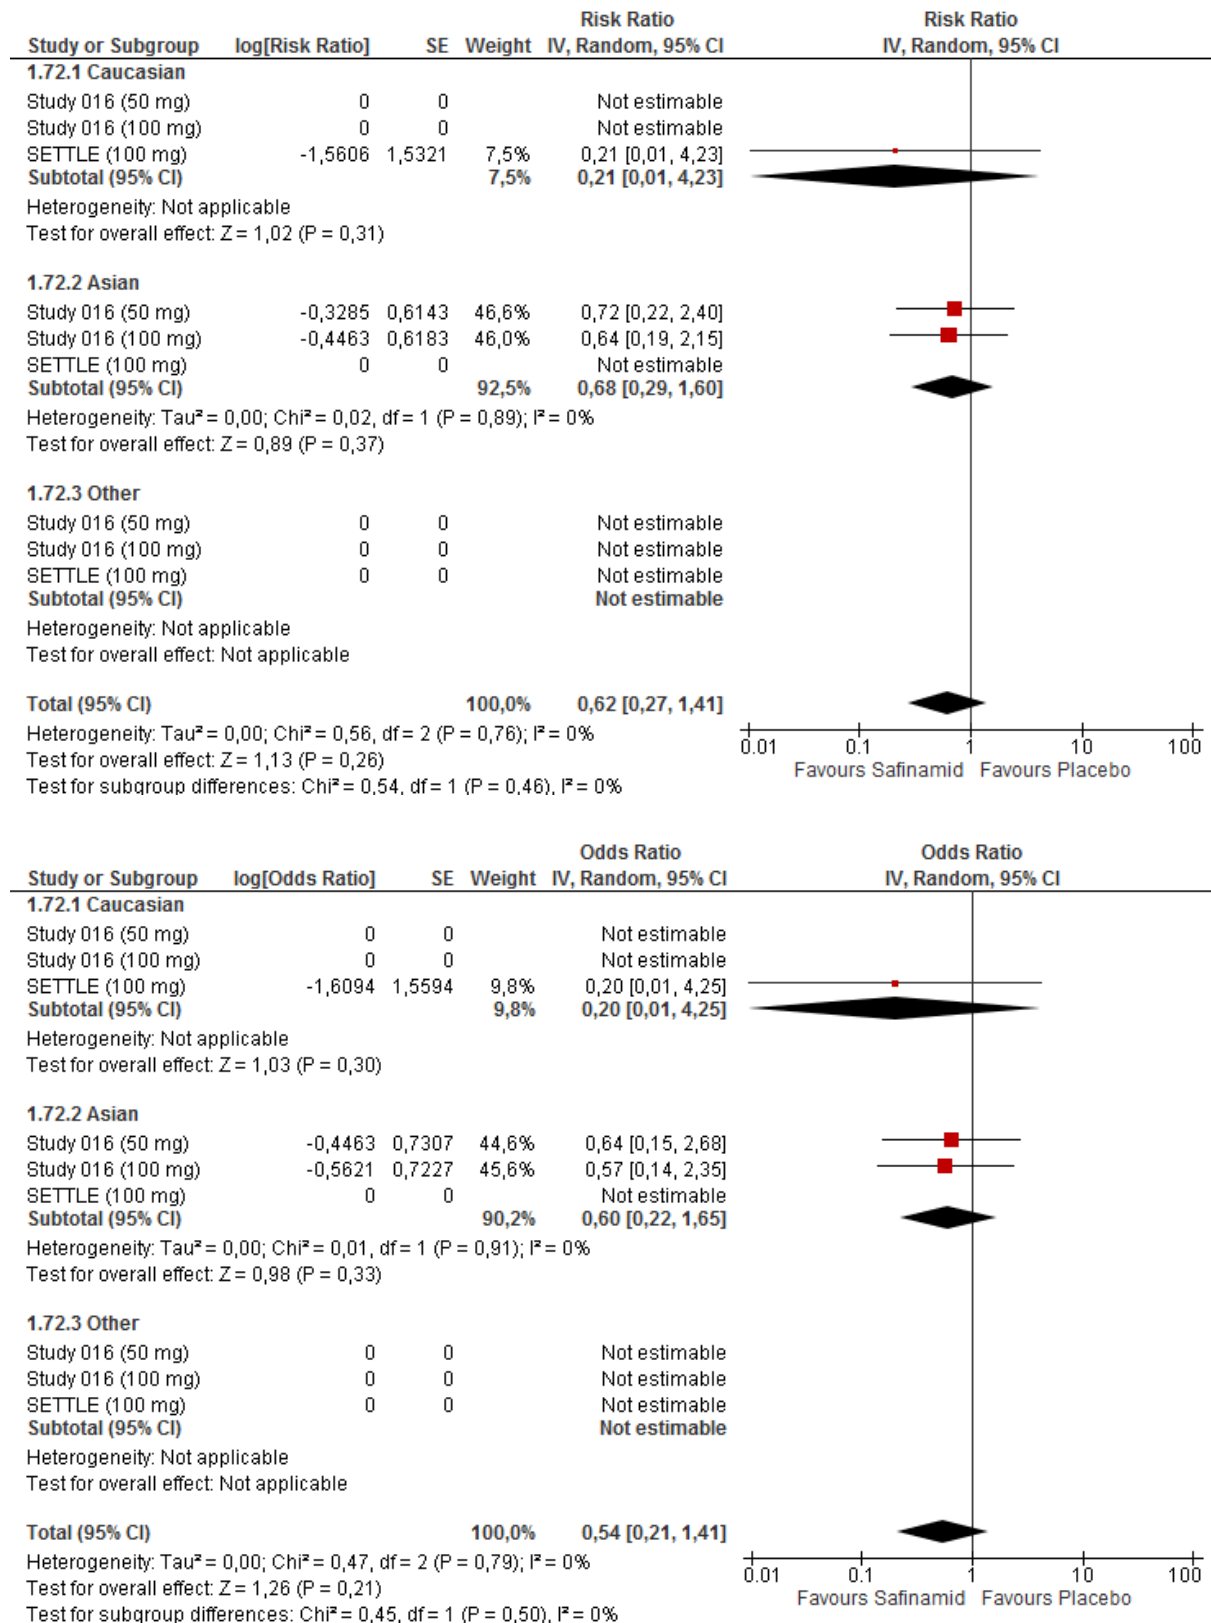 Risk Ratio Risk Ratio
Study or Subgroup log[Risk Ratio] SE Weight IV, Random, 95% CI IV, Random, 95% CI
1.72.1 Caucasian
Study 016 (50 mg) 0 0 Not estimable
Study 016 (100 mg) 0 0 Not estimable
SETTLE (100 mg) -1,5606 1,5321 7,5% 0,21 [0,01, 4,23]
Subtotal (95% CI) 7,5% 0,21 [0,01, 4,23]
Heterogeneity: Not applicable
Test for overall effect: Z = 1,02 (P = 0,31)
1.72.2 Asian
Study 016 (50 mg) -0,3285 0,6143 46,6% 0,72 [0,22, 2,40]
Study 016 (100 mg) -0,4463 0,6183 46,0% 0,64 [0,19, 2,15]
SETTLE (100 mg) 0 0 Not estimable
Subtotal (95% CI) 92,5% 0,68 [0,29, 1,60]
Heterogeneity: Tau² = 0,00; Chi² = 0,02, df = 1 (P = 0,89); I² = 0%
Test for overall effect: Z = 0,89 (P = 0,37)
1.72.3 Other
Study 016 (50 mg) 0 0 Not estimable
Study 016 (100 mg) 0 0 Not estimable
SETTLE (100 mg) 0 0 Not estimable
Subtotal (95% CI) Not estimable
Heterogeneity: Not applicable
Test for overall effect: Not applicable
Total (95% CI) 100,0% 0,62 [0,27, 1,41]
Heterogeneity: Tau² = 0,00; Chi² = 0,56, df = 2 (P = 0,76); I² = 0%
Test for overall effect: Z = 1,13 (P = 0,26)
Test for subgroup differences: Chi² = 0,54, df = 1 (P = 0,46), I² = 0%
0.01 0.1 1 10 100
Favours Safinamid Favours Placebo
Odds Ratio Odds Ratio
Study or Subgroup log[Odds Ratio] SE Weight IV, Random, 95% CI IV, Random, 95% CI
1.72.1 Caucasian
Study 016 (50 mg) 0 0 Not estimable
Study 016 (100 mg) 0 0 Not estimable
SETTLE (100 mg) -1,6094 1,5594 9,8% 0,20 [0,01, 4,25]
Subtotal (95% CI) 9,8% 0,20 [0,01, 4,25]
Heterogeneity: Not applicable
Test for overall effect: Z = 1,03 (P = 0,30)
1.72.2 Asian
Study 016 (50 mg) -0,4463 0,7307 44,6% 0,64 [0,15, 2,68]
Study 016 (100 mg) -0,5621 0,7227 45,6% 0,57 [0,14, 2,35]
SETTLE (100 mg) 0 0 Not estimable
Subtotal (95% CI) 90,2% 0,60 [0,22, 1,65]
Heterogeneity: Tau² = 0,00; Chi² = 0,01, df = 1 (P = 0,91); I² = 0%
Test for overall effect: Z = 0,98 (P = 0,33)
1.72.3 Other
Study 016 (50 mg) 0 0 Not estimable
Study 016 (100 mg) 0 0 Not estimable
SETTLE (100 mg) 0 0 Not estimable
Subtotal (95% CI) Not estimable
Heterogeneity: Not applicable
Test for overall effect: Not applicable
Total (95% CI) 100,0% 0,54 [0,21, 1,41]
Heterogeneity: Tau² = 0,00; Chi² = 0,47, df = 2 (P = 0,79); I² = 0%
Test for overall effect: Z = 1,26 (P = 0,21)
Test for subgroup differences: Chi² = 0,45, df = 1 (P = 0,50), I² = 0%
0.01 0.1 1 10 100
Favours Safinamid Favours Placebo